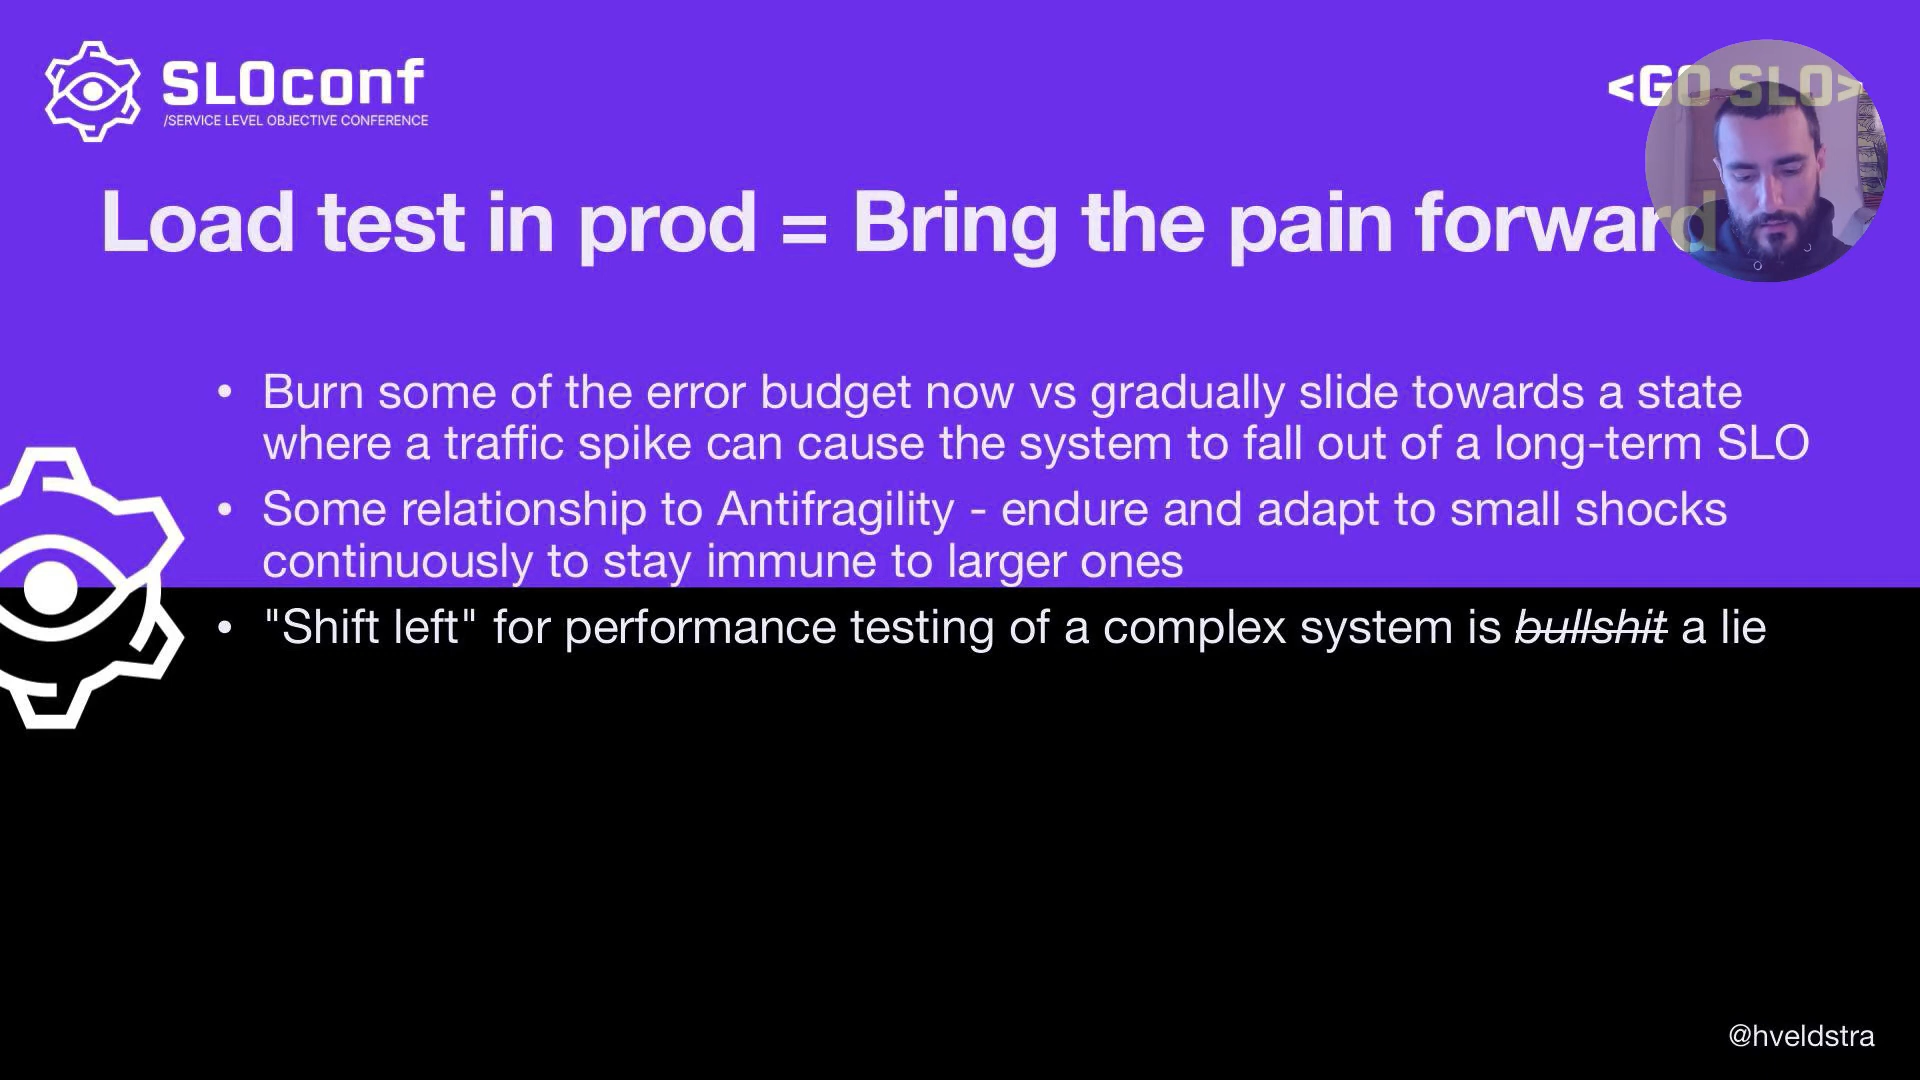 SLOconf
/SERVICE LEVEL OBJECTIVE CONFERENCE
<GO SLO>
Load test in prod = Bring the pain forward
• Burn some of the error budget now vs gradually slide towards a state
where a traffic spike can cause the system to fall out of a long-term SLO
• Some relationship to Antifragility - endure and adapt to small shocks
continuously to stay immune to larger ones
• "Shift left" for performance testing of a complex system is bullshit a lie
@hveldstra